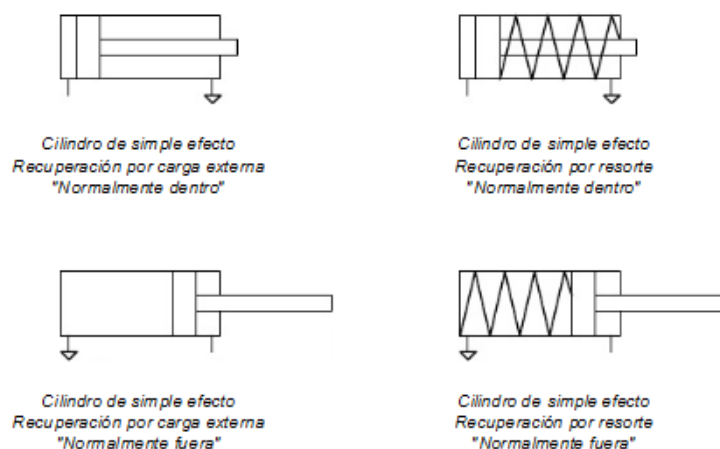 Cilindro de simple efecto
Recuperación por carga externa
"Normalmente dentro"
Cilindro de simple efecto
Recuperación por resorte
"Normalmente dentro"
Cilindro de simple efecto
Recuperación por carga externa
"Normalmente fuera"
Cilindro de simple efecto
Recuperación por resorte
"Normalmente fuera"